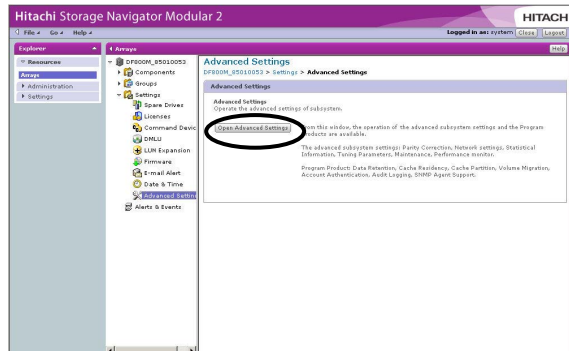 Hitachi Storage Navigator Modular 2
HITACH
File Go Help
Logged in as: system Close Logout
Explorer
Arrays
Help
Resources
Arrays
Administration
Settings
DF800M_85010053
Components
Groups
Settings
Spare Drives
Licenses
Command Devic
DMLU
LUN Expansion
Firmware
E-mail Alert
Date & Time
Advanced Settin
Alerts & Events
Advanced Settings
DF800M_85010053 > Settings > Advanced Settings
Advanced Settings
Advanced Settings
Operate the advanced settings of subsystem.
Open Advanced Settings
from this window, the operation of the advanced subsystem settings and the Program
roducts are available.
The advanced subsystem settings: Parity Correction, Network settings, Statistical
Information, Tuning Parameters, Maintenance, Performance monitor.
Program Product: Data Retention, Cache Residency, Cache Partition, Volume Migration,
Account Authentication, Audit Logging, SNMP Agent Support.